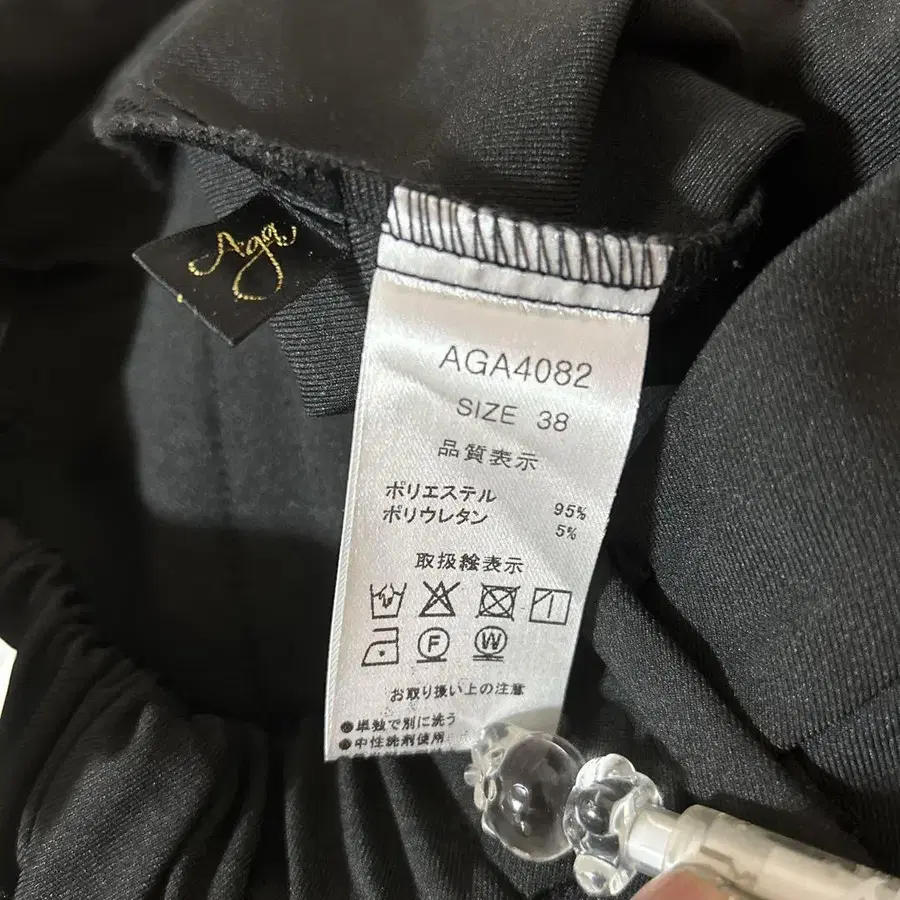 Aga
AGA4082
SIZE 38
品質表示
ポリエステル 95%
ポリウレタン 5%
取扱絵表示
F W
お取り扱い上の注意
●単独で別に洗う
●中性洗剤使用